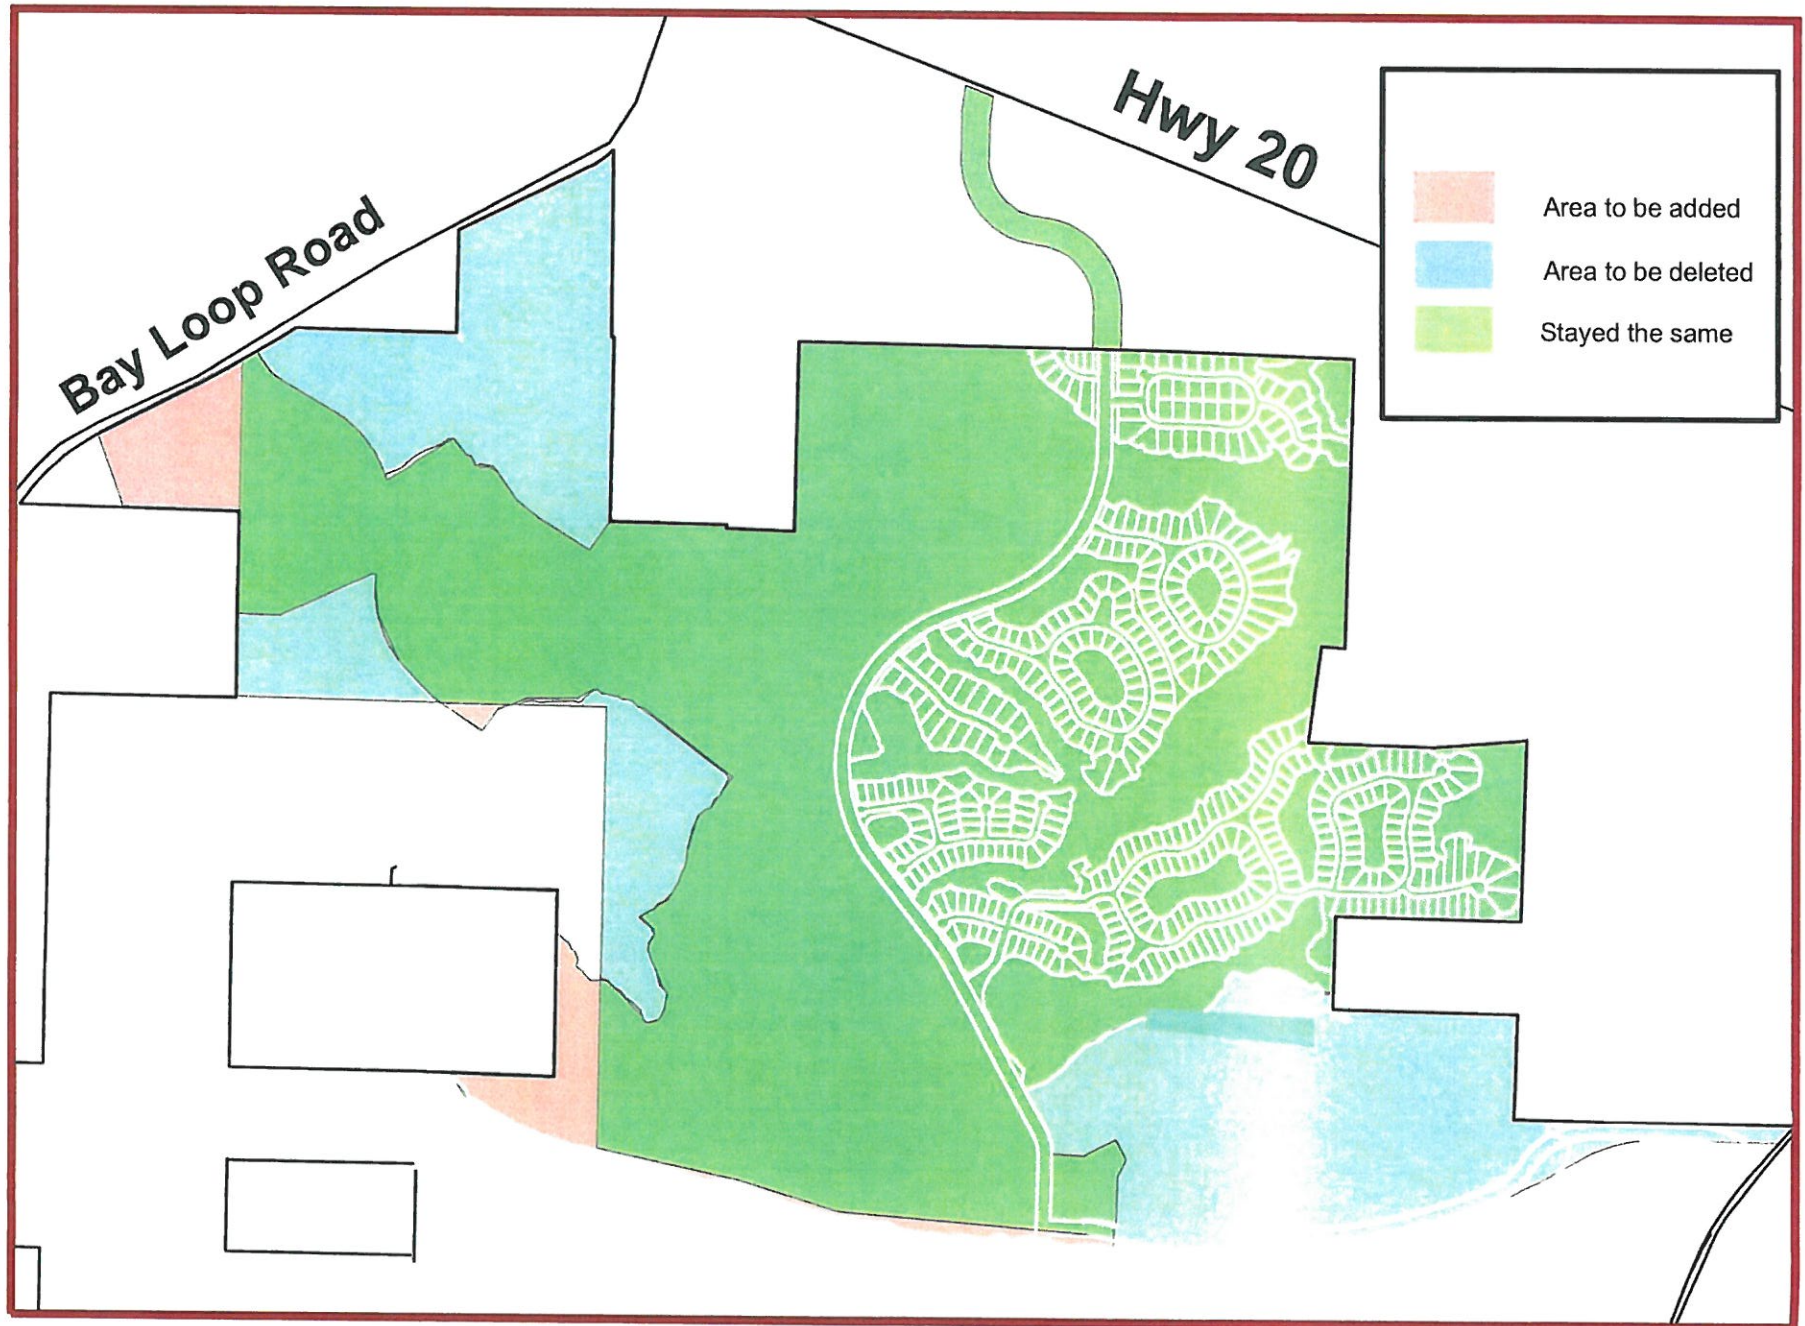 Hwy 20
Bay Loop Road
Area to be added
Area to be deleted
Stayed the same